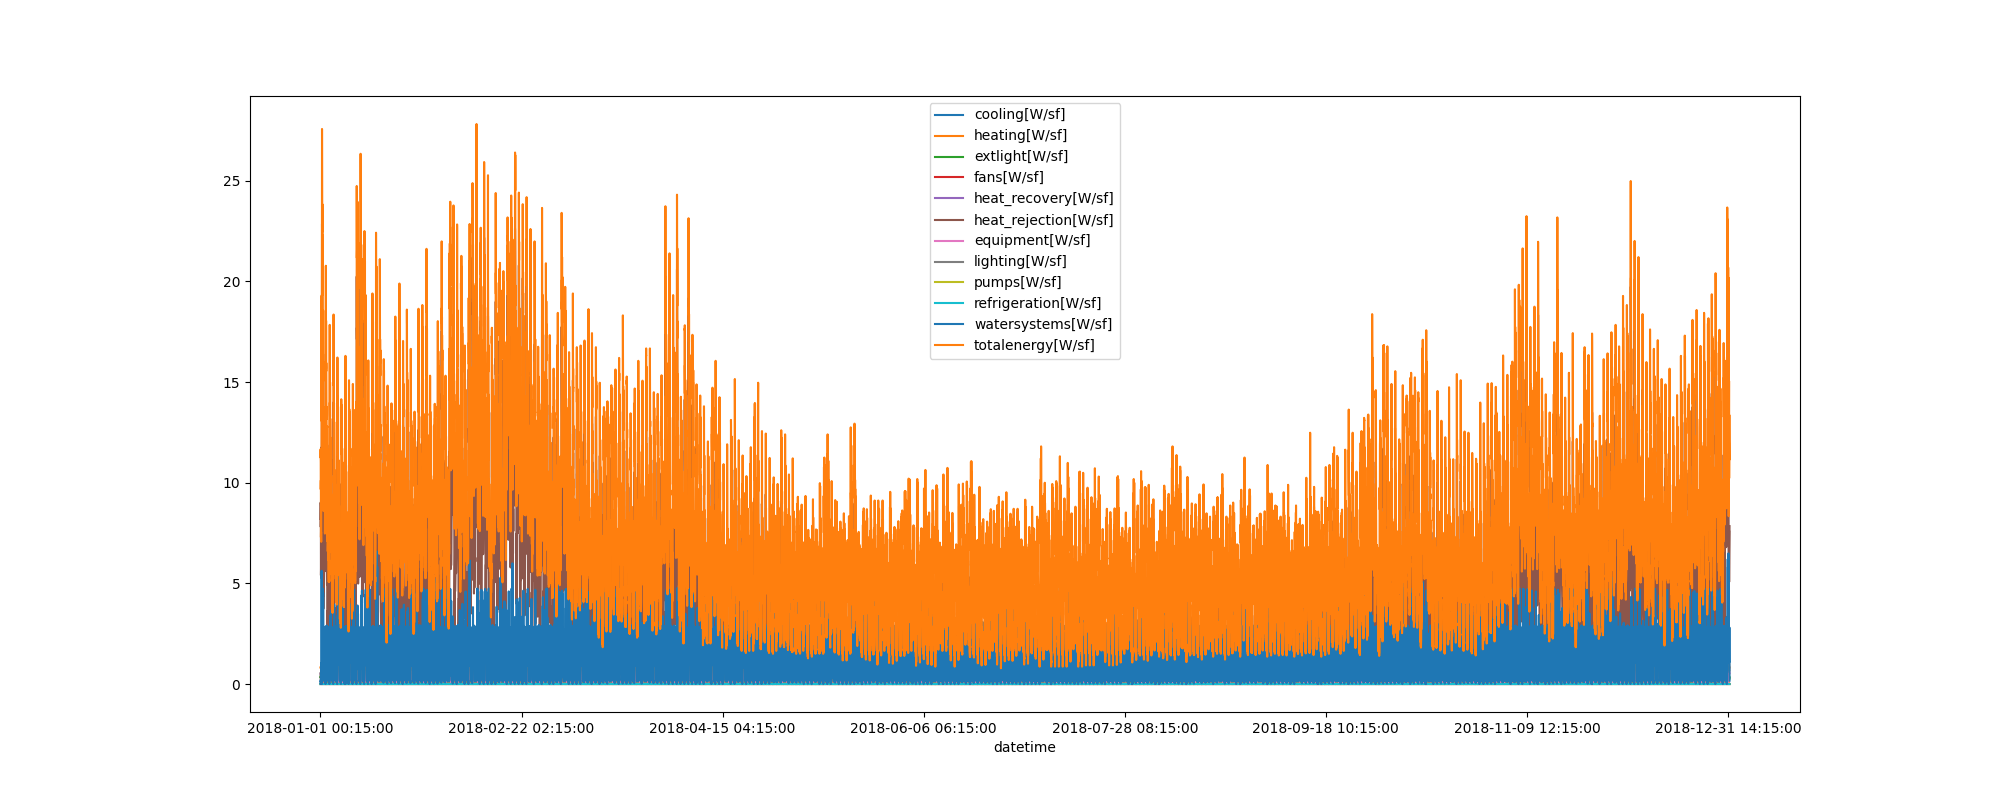 cooling[W/sf]
heating[W/sf]
extlight[W/sf]
fans[W/sf]
heat_recovery[W/sf]
heat_rejection[W/sf]
equipment[W/sf]
lighting[W/sf]
pumps[W/sf]
refrigeration[W/sf]
watersystems[W/sf]
totalenergy[W/sf]
25
20
15
10
5
0
2018-01-01 00:15:00 2018-02-22 02:15:00 2018-04-15 04:15:00 2018-06-06 06:15:00 2018-07-28 08:15:00 2018-09-18 10:15:00 2018-11-09 12:15:00 2018-12-31 14:15:00
datetime